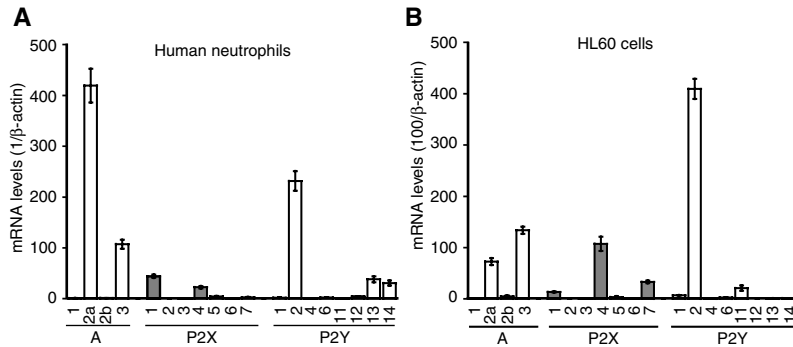 A
Human neutrophils
mRNA levels (1/β-actin)
500
400
300
200
100
0
1 2a 2b 3 1 2 3 4 5 6 7 1 2 4 6 11 12 13 14
A P2X P2Y
B
HL60 cells
mRNA levels (100/β-actin)
500
400
300
200
100
0
1 2a 2b 3 1 2 3 4 5 6 7 1 2 4 6 11 12 13 14
A P2X P2Y